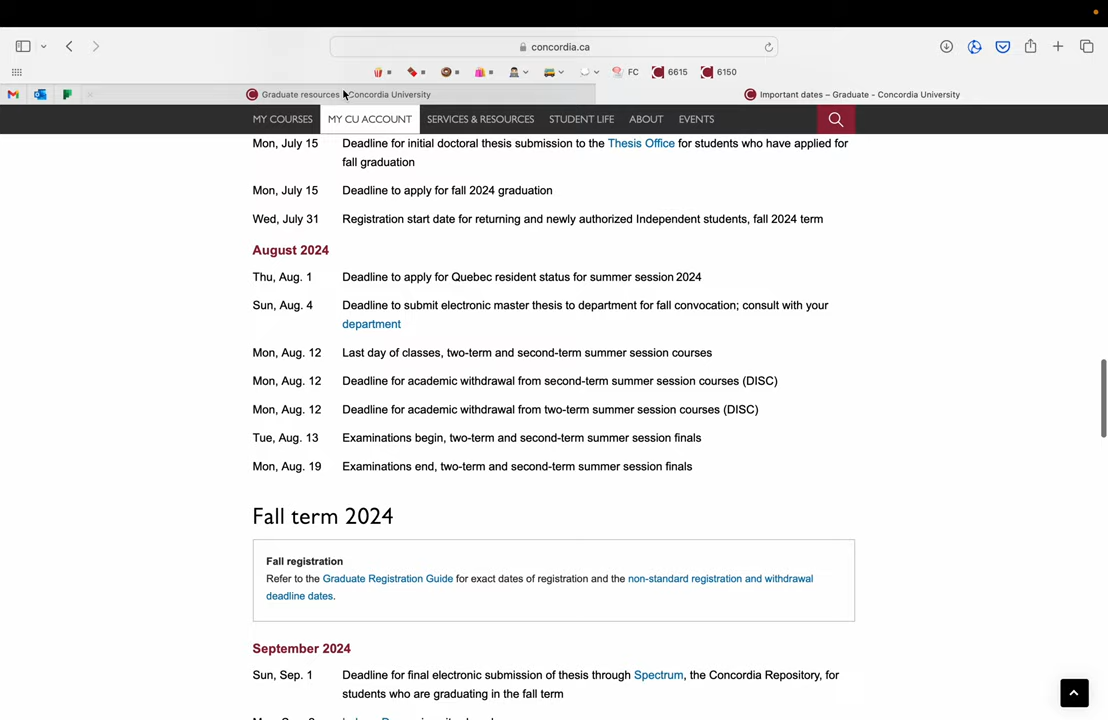 concordia.ca
FC
6615
6150
Graduate resources - Concordia University
Important dates – Graduate - Concordia University
MY COURSES
MY CU ACCOUNT
SERVICES & RESOURCES
STUDENT LIFE
ABOUT
EVENTS
Mon, July 15 Deadline for initial doctoral thesis submission to the Thesis Office for students who have applied for
fall graduation
Mon, July 15 Deadline to apply for fall 2024 graduation
Wed, July 31 Registration start date for returning and newly authorized Independent students, fall 2024 term
August 2024
Thu, Aug. 1 Deadline to apply for Quebec resident status for summer session 2024
Sun, Aug. 4 Deadline to submit electronic master thesis to department for fall convocation; consult with your
department
Mon, Aug. 12 Last day of classes, two-term and second-term summer session courses
Mon, Aug. 12 Deadline for academic withdrawal from second-term summer session courses (DISC)
Mon, Aug. 12 Deadline for academic withdrawal from two-term summer session courses (DISC)
Tue, Aug. 13 Examinations begin, two-term and second-term summer session finals
Mon, Aug. 19 Examinations end, two-term and second-term summer session finals
Fall term 2024
Fall registration
Refer to the Graduate Registration Guide for exact dates of registration and the non-standard registration and withdrawal
deadline dates.
September 2024
Sun, Sep. 1 Deadline for final electronic submission of thesis through Spectrum, the Concordia Repository, for
students who are graduating in the fall term